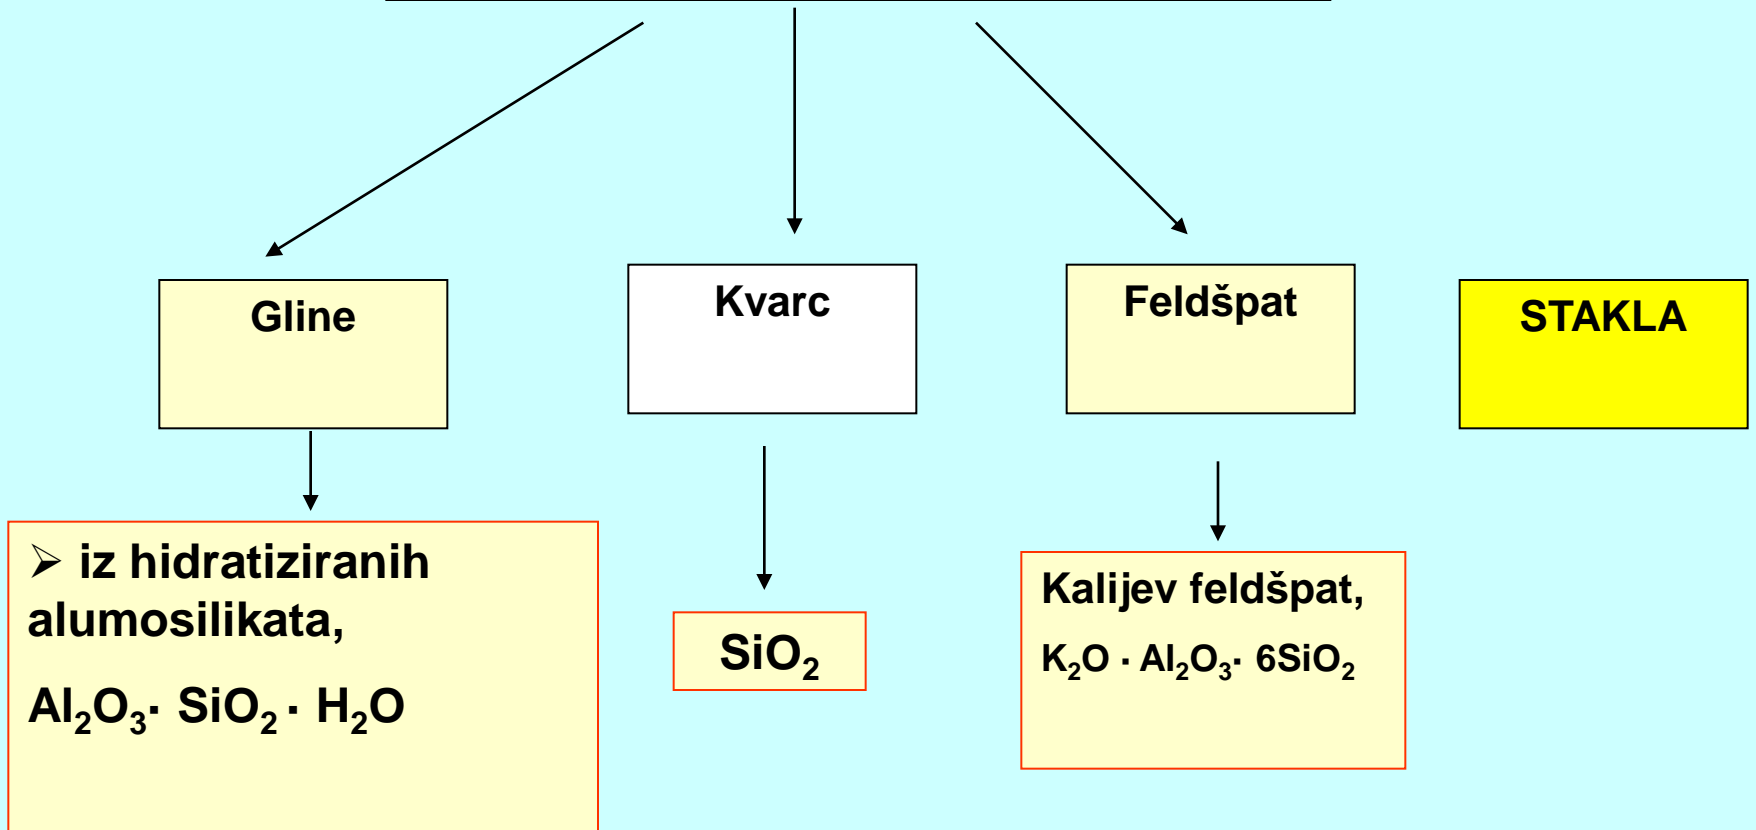 Gline
Kvarc
Feldšpat
STAKLA
➢ iz hidratiziranih
alumosilikata,
Al₂O₃· SiO₂ · H₂O
SiO₂
Kalijev feldšpat,
K₂O · Al₂O₃· 6SiO₂